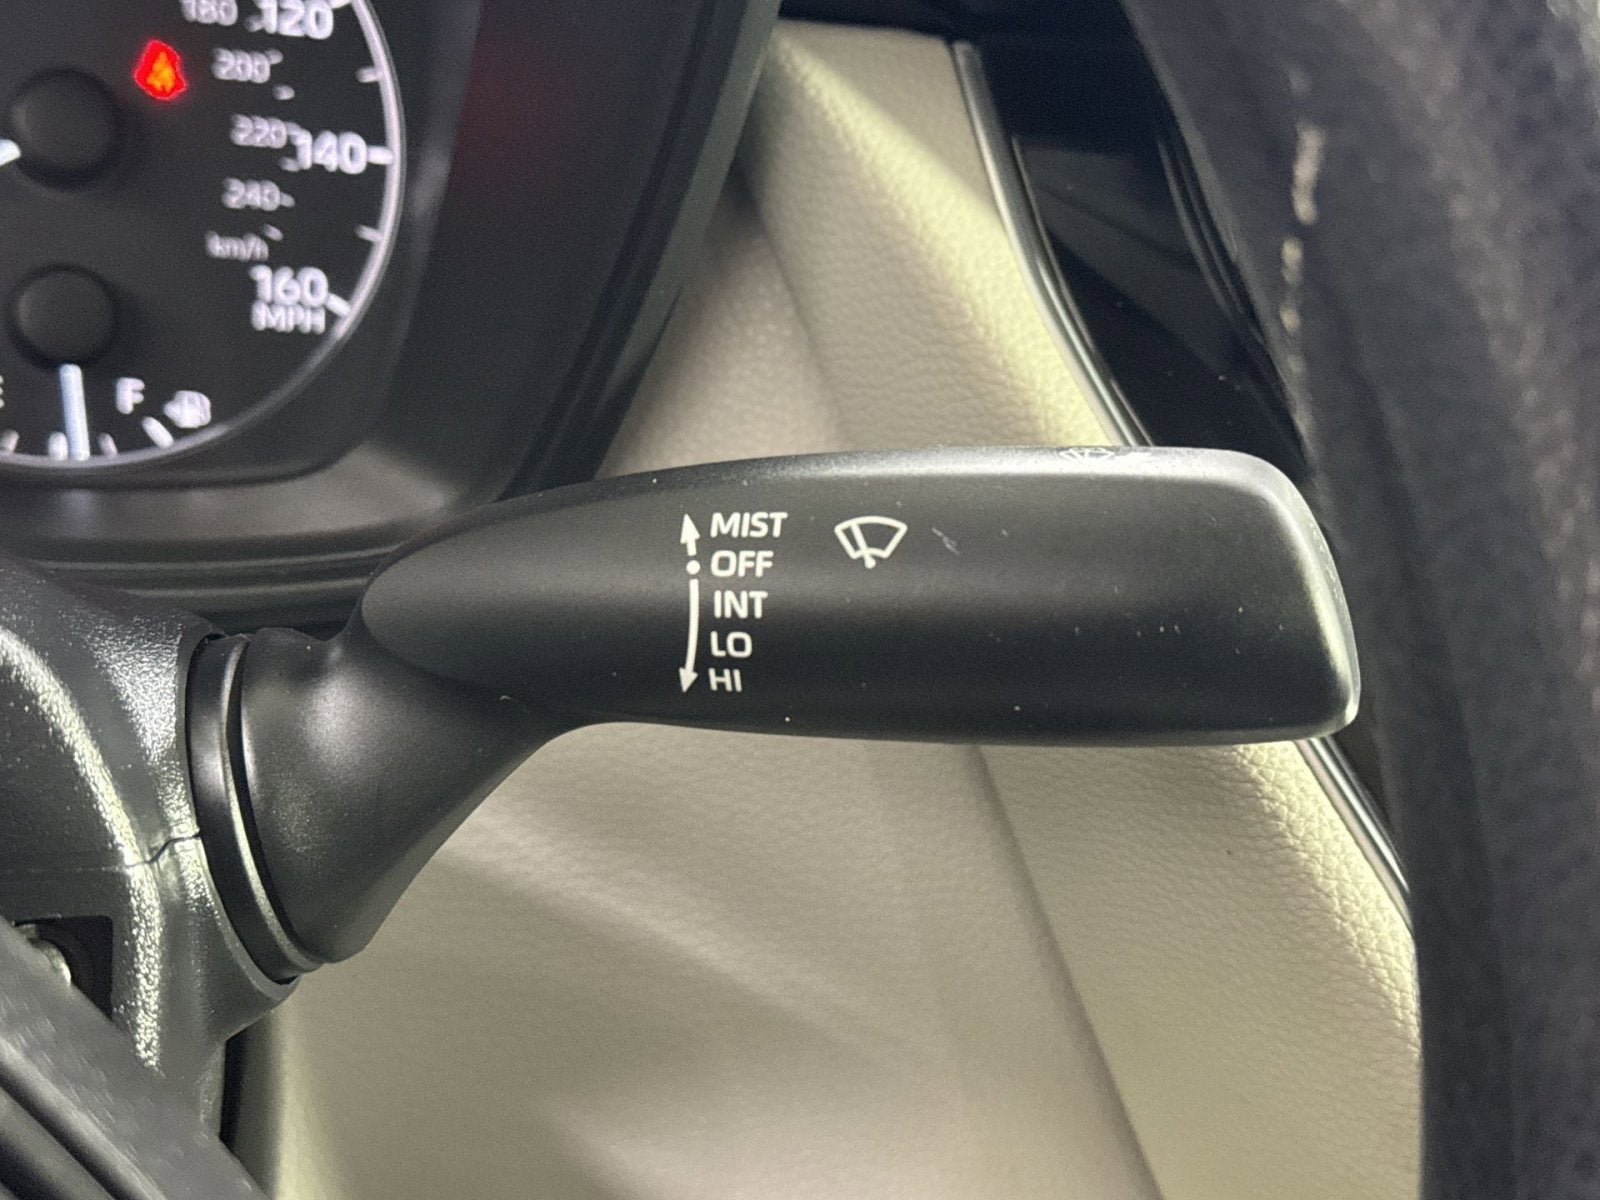 180 120
200
220 140
240
km/h
160
MPH
E F
MIST
OFF
INT
LO
HI